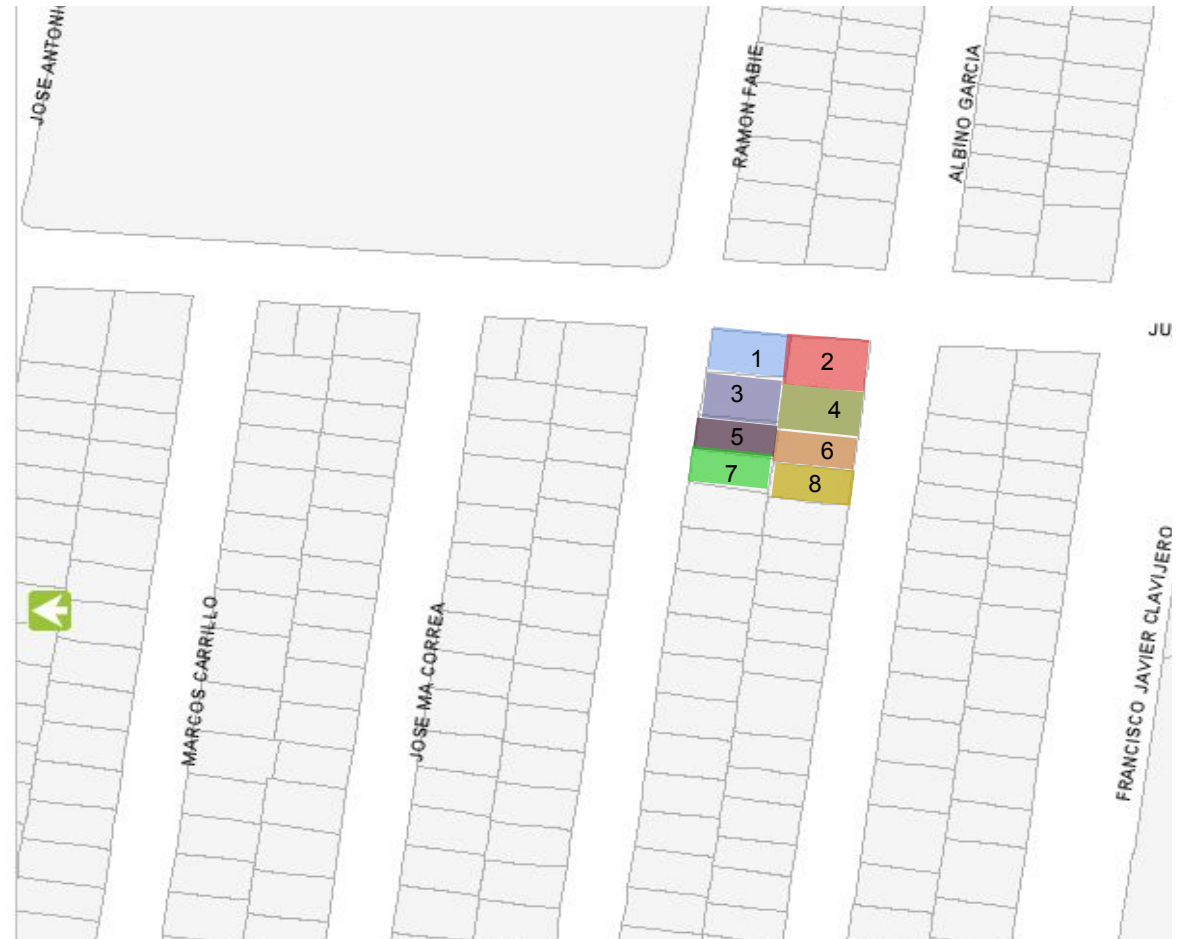 JOSE ANTONI
RAMON FABIE
ALBINO GARCIA
JU
1
2
3
4
5
6
7
8
MARCOS CARRILLO
JOSE MA CORREA
FRANCISCO JAVIER CLAVIJERO